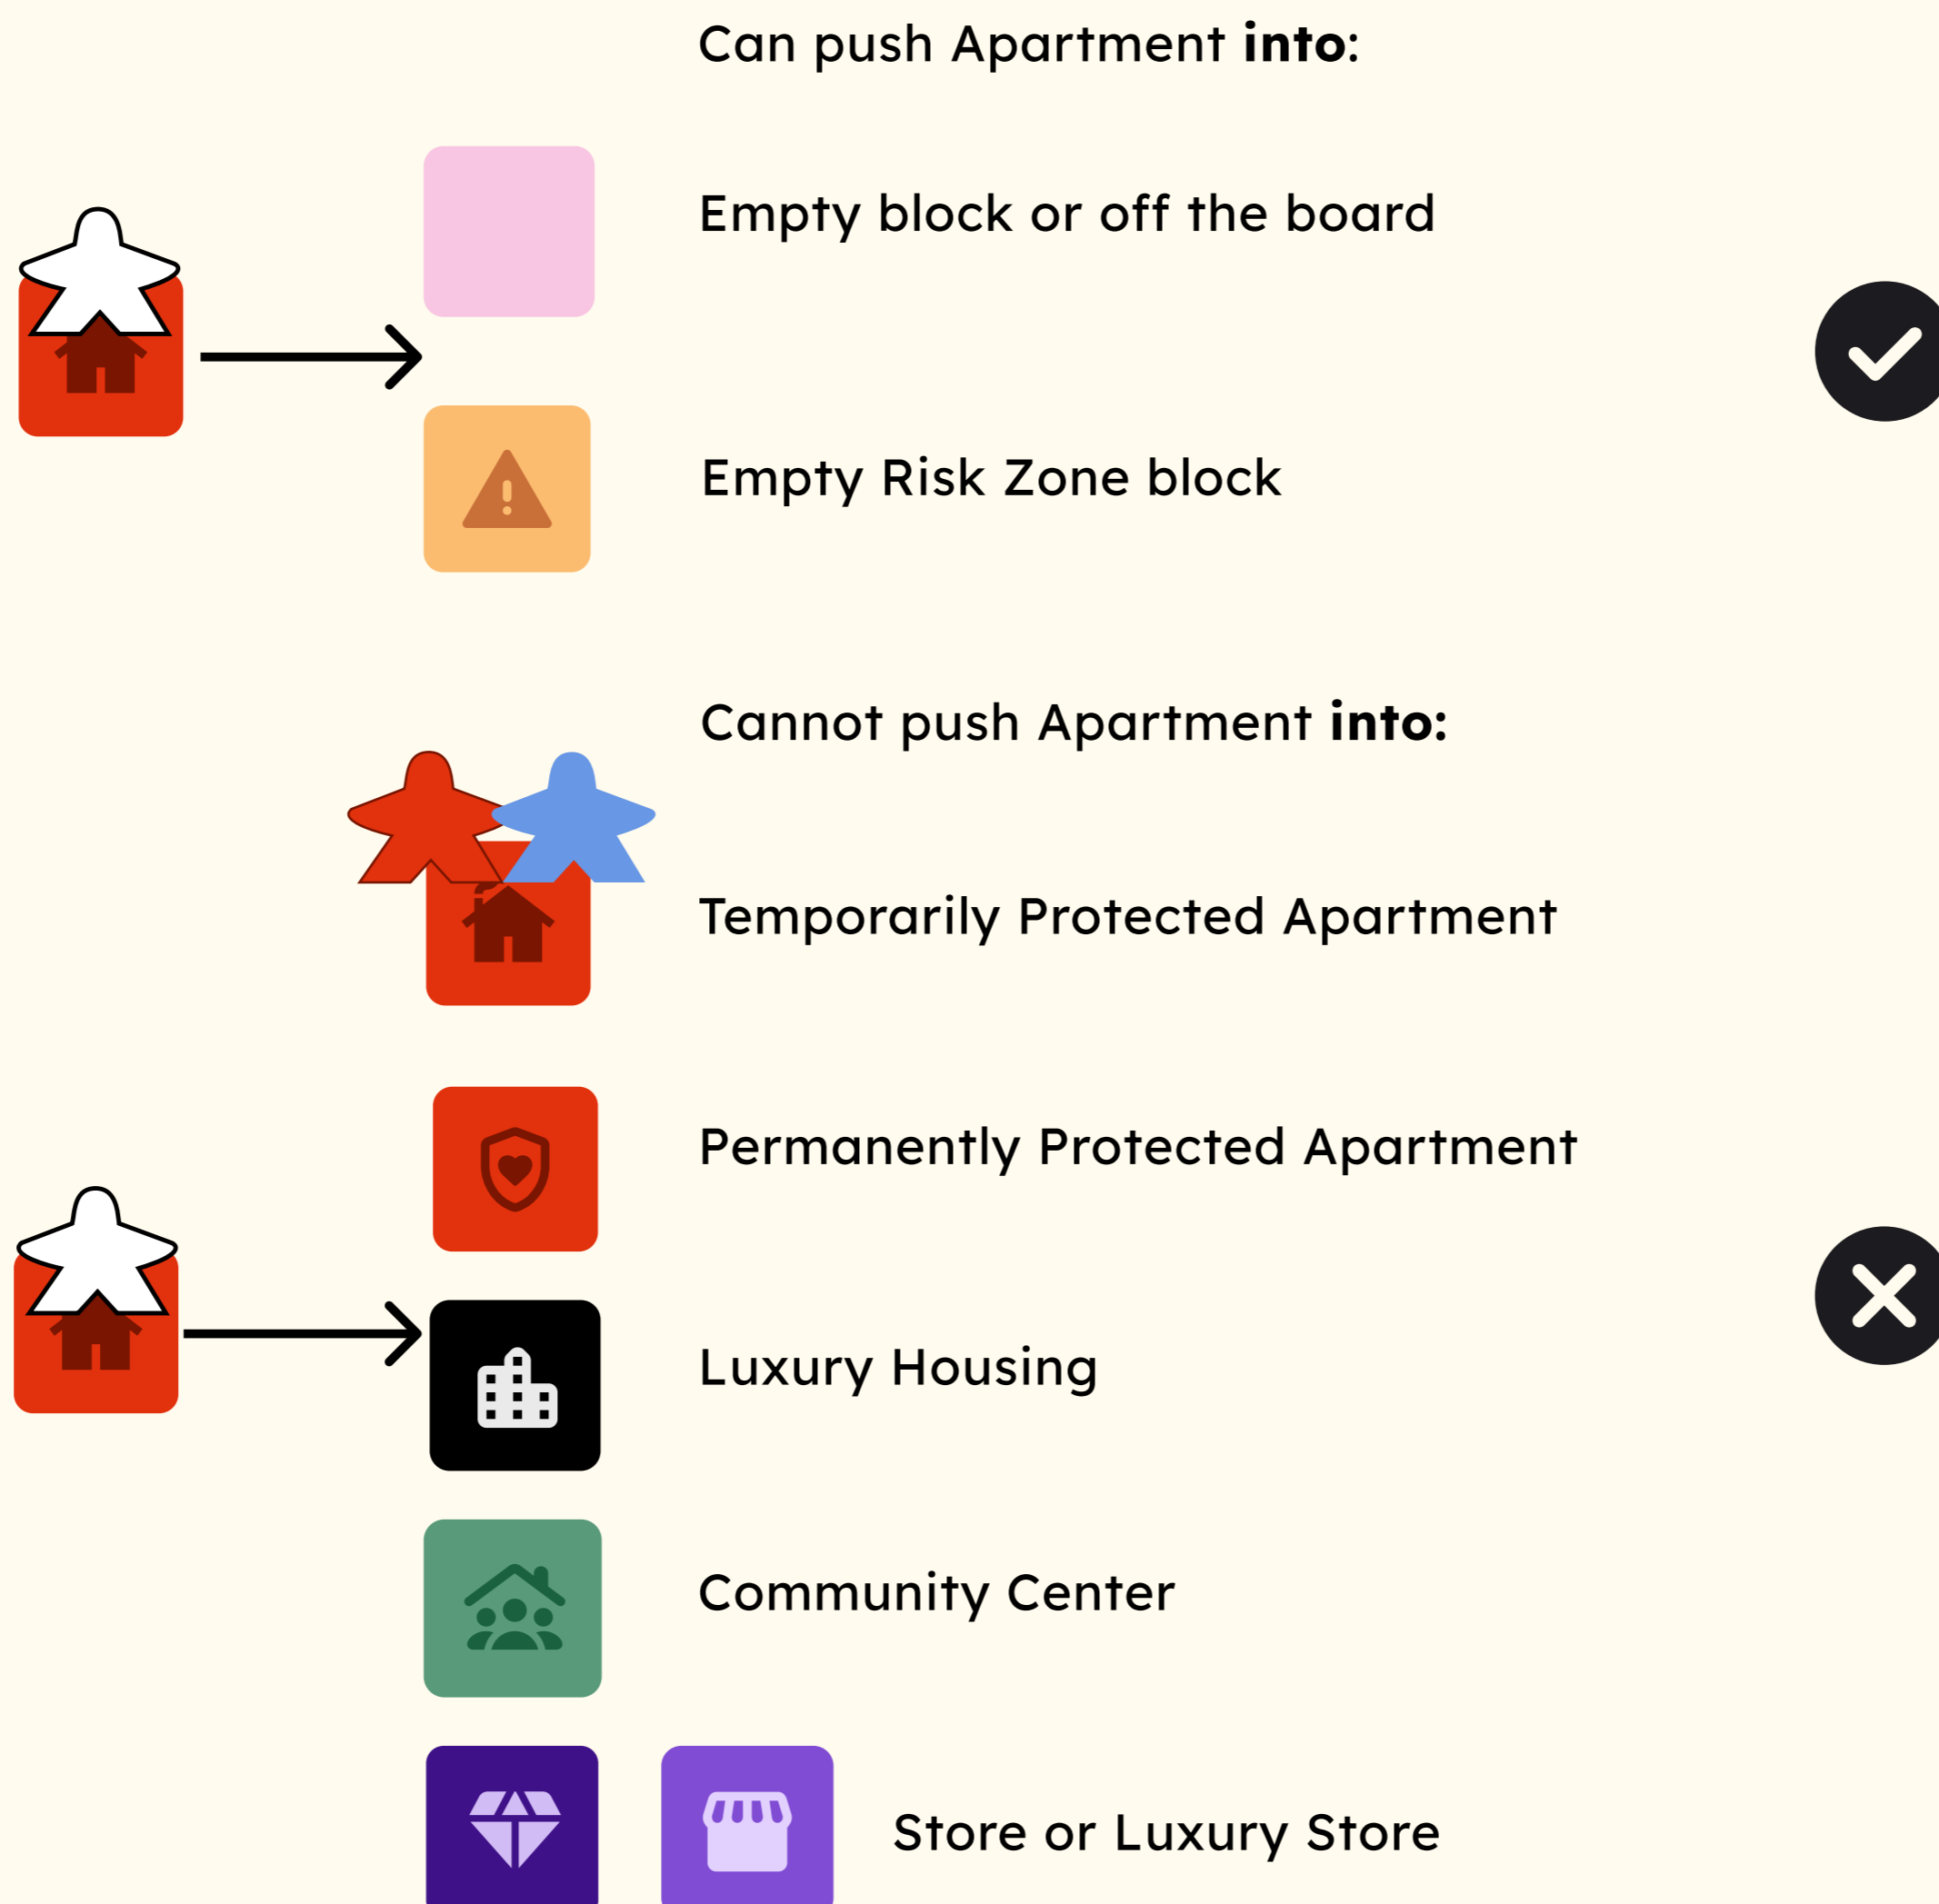 Can push Apartment into:
Empty block or off the board
Empty Risk Zone block
Cannot push Apartment into:
Temporarily Protected Apartment
Permanently Protected Apartment
Luxury Housing
Community Center
Store or Luxury Store